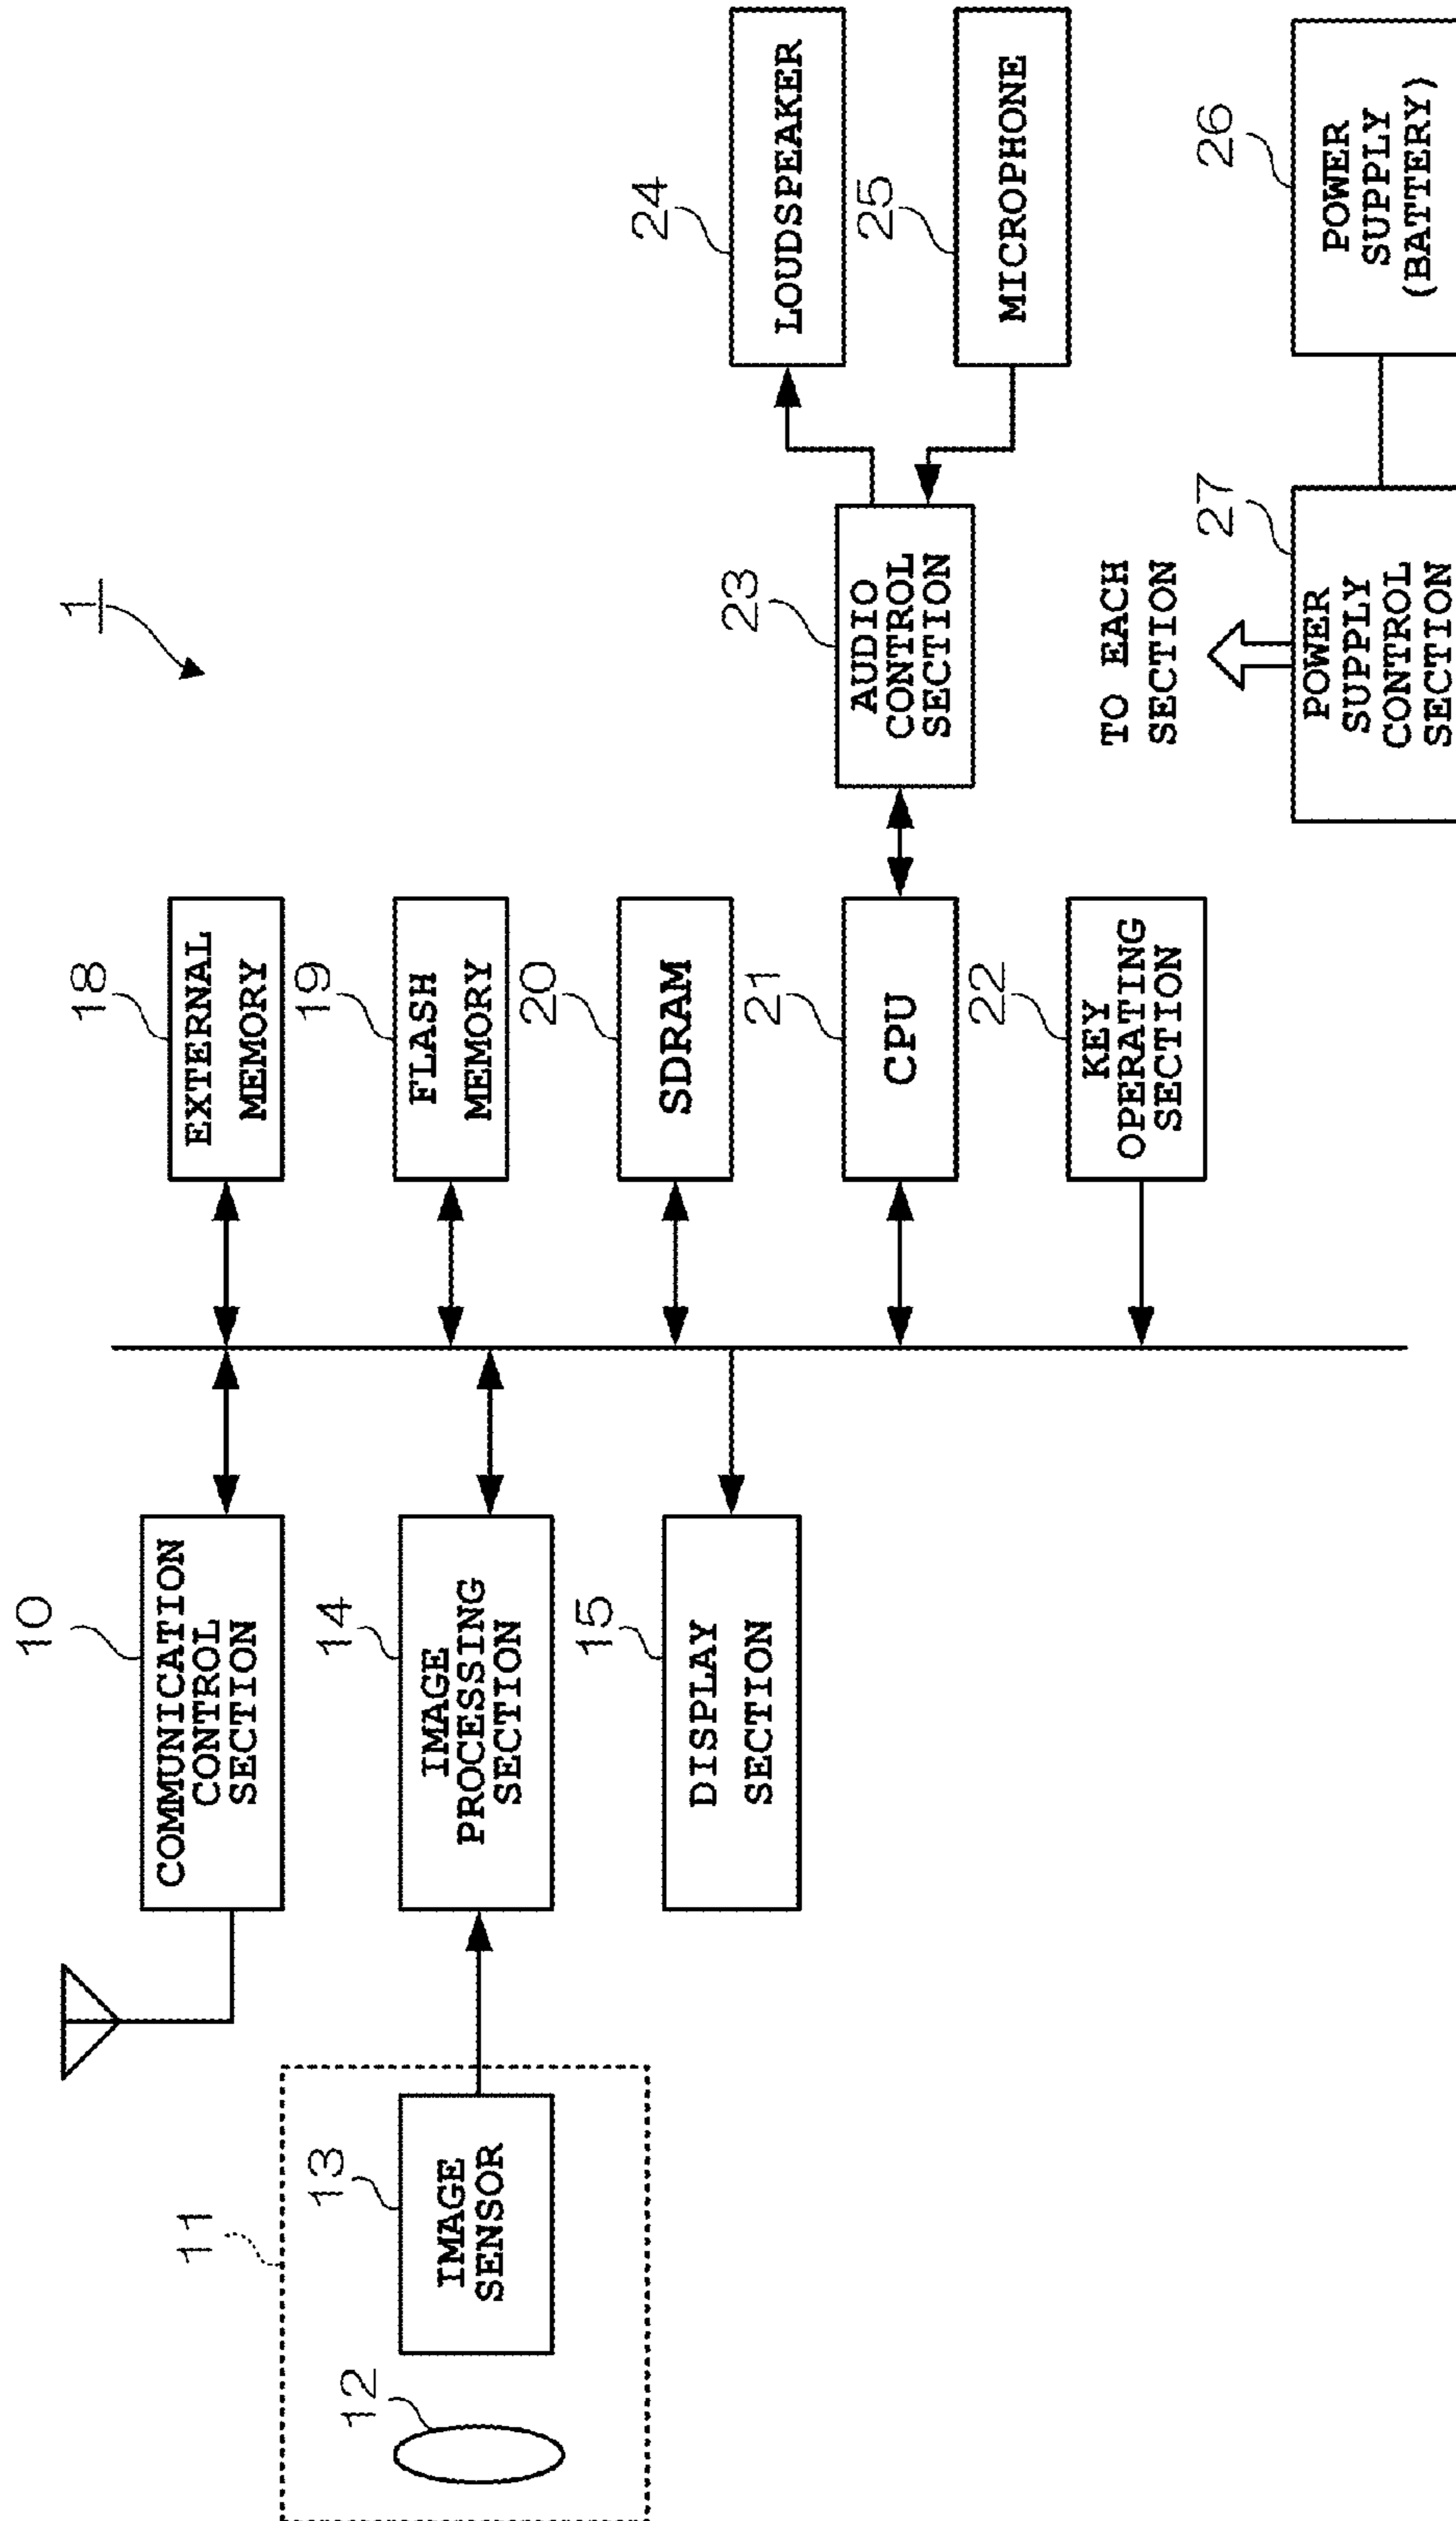 1
10
COMMUNICATION
CONTROL
SECTION
11
12
13
IMAGE
SENSOR
14
IMAGE
PROCESSING
SECTION
15
DISPLAY
SECTION
18
EXTERNAL
MEMORY
19
FLASH
MEMORY
20
SDRAM
21
CPU
22
KEY
OPERATING
SECTION
23
AUDIO
CONTROL
SECTION
24
LOUDSPEAKER
25
MICROPHONE
TO EACH
SECTION
27
POWER
SUPPLY
CONTROL
SECTION
26
POWER
SUPPLY
(BATTERY)